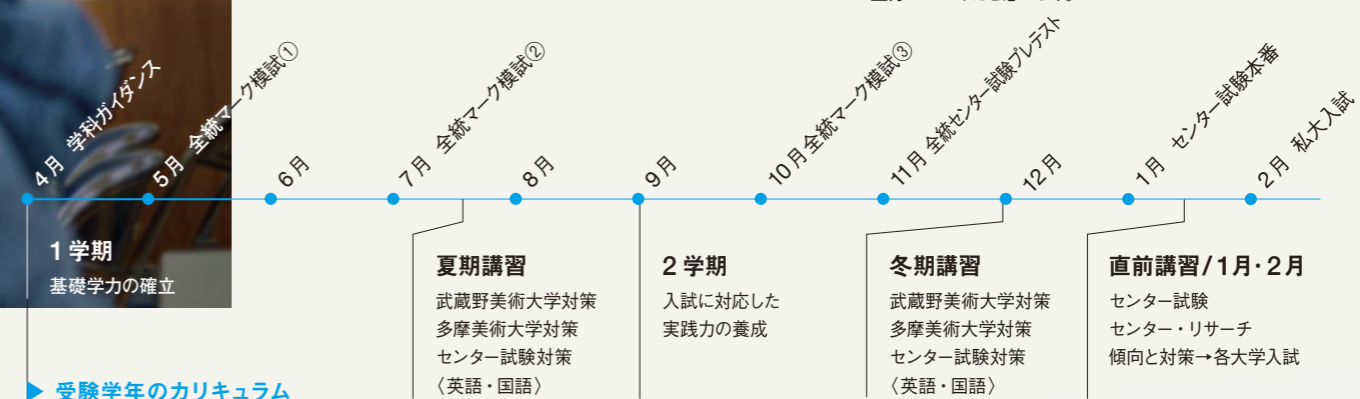 4月 学科ガイダンス
5月 全統マーク模試①
6月
7月 全統マーク模試②
8月
9月
10月 全統マーク模試③
11月 全統センター試験プレテスト
12月
1月 センター試験本番
2月 私大入試
1学期
基礎学力の確立
夏期講習
武蔵野美術大学対策
多摩美術大学対策
センター試験対策
〈英語・国語〉
2学期
入試に対応した
実践力の養成
冬期講習
武蔵野美術大学対策
多摩美術大学対策
センター試験対策
〈英語・国語〉
直前講習/1月・2月
センター試験
センター・リサーチ
傾向と対策→各大学入試
▶ 受験学年のカリキュラム